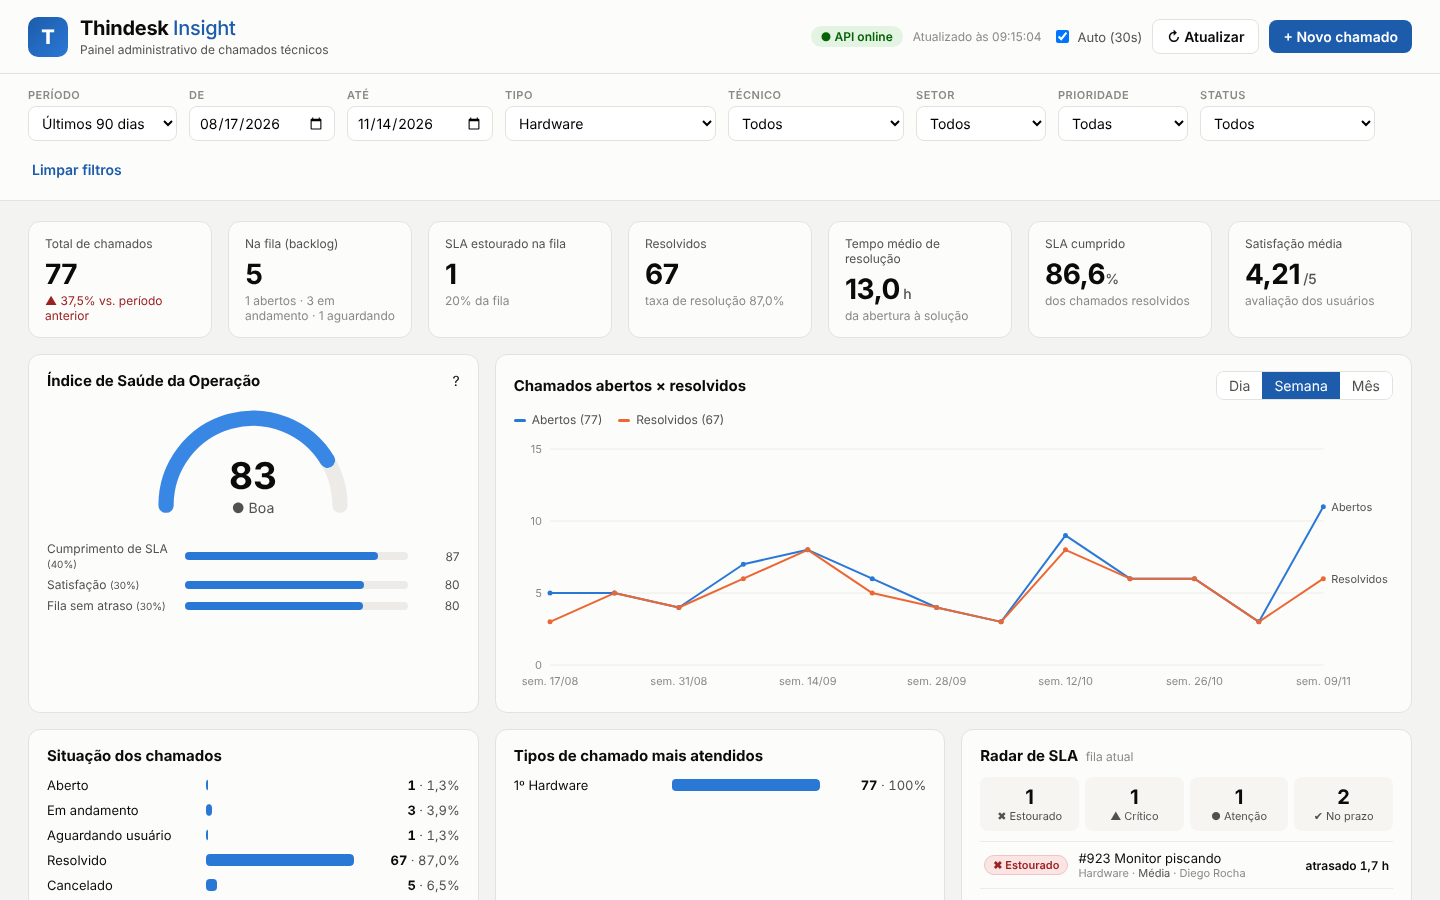 T
Thindesk Insight
Painel administrativo de chamados técnicos
● API online
Atualizado às 09:15:04
Auto (30s)
↻ Atualizar
+ Novo chamado
PERÍODO
DE
ATÉ
TIPO
TÉCNICO
SETOR
PRIORIDADE
STATUS
Últimos 90 dias
08/17/2026
11/14/2026
Hardware
Todos
Todos
Todas
Todos
Limpar filtros
Total de chamados
77
▲ 37,5% vs. período
anterior
Na fila (backlog)
5
1 abertos · 3 em
andamento · 1 aguardando
SLA estourado na fila
1
20% da fila
Resolvidos
67
taxa de resolução 87,0%
Tempo médio de
resolução
13,0 h
da abertura à solução
SLA cumprido
86,6%
dos chamados resolvidos
Satisfação média
4,21 /5
avaliação dos usuários
Índice de Saúde da Operação
?
83
● Boa
Cumprimento de SLA
(40%)
87
Satisfação (30%)
80
Fila sem atraso (30%)
80
Chamados abertos × resolvidos
Dia
Semana
Mês
Abertos (77)
Resolvidos (67)
15
10
5
0
Abertos
Resolvidos
sem. 17/08
sem. 31/08
sem. 14/09
sem. 28/09
sem. 12/10
sem. 26/10
sem. 09/11
Situação dos chamados
Aberto
1 · 1,3%
Em andamento
3 · 3,9%
Aguardando usuário
1 · 1,3%
Resolvido
67 · 87,0%
Cancelado
5 · 6,5%
Tipos de chamado mais atendidos
1º Hardware
77 · 100%
Radar de SLA fila atual
1
✖ Estourado
1
▲ Crítico
1
● Atenção
2
✔ No prazo
✖ Estourado
#923 Monitor piscando
Hardware · Média · Diego Rocha
atrasado 1,7 h